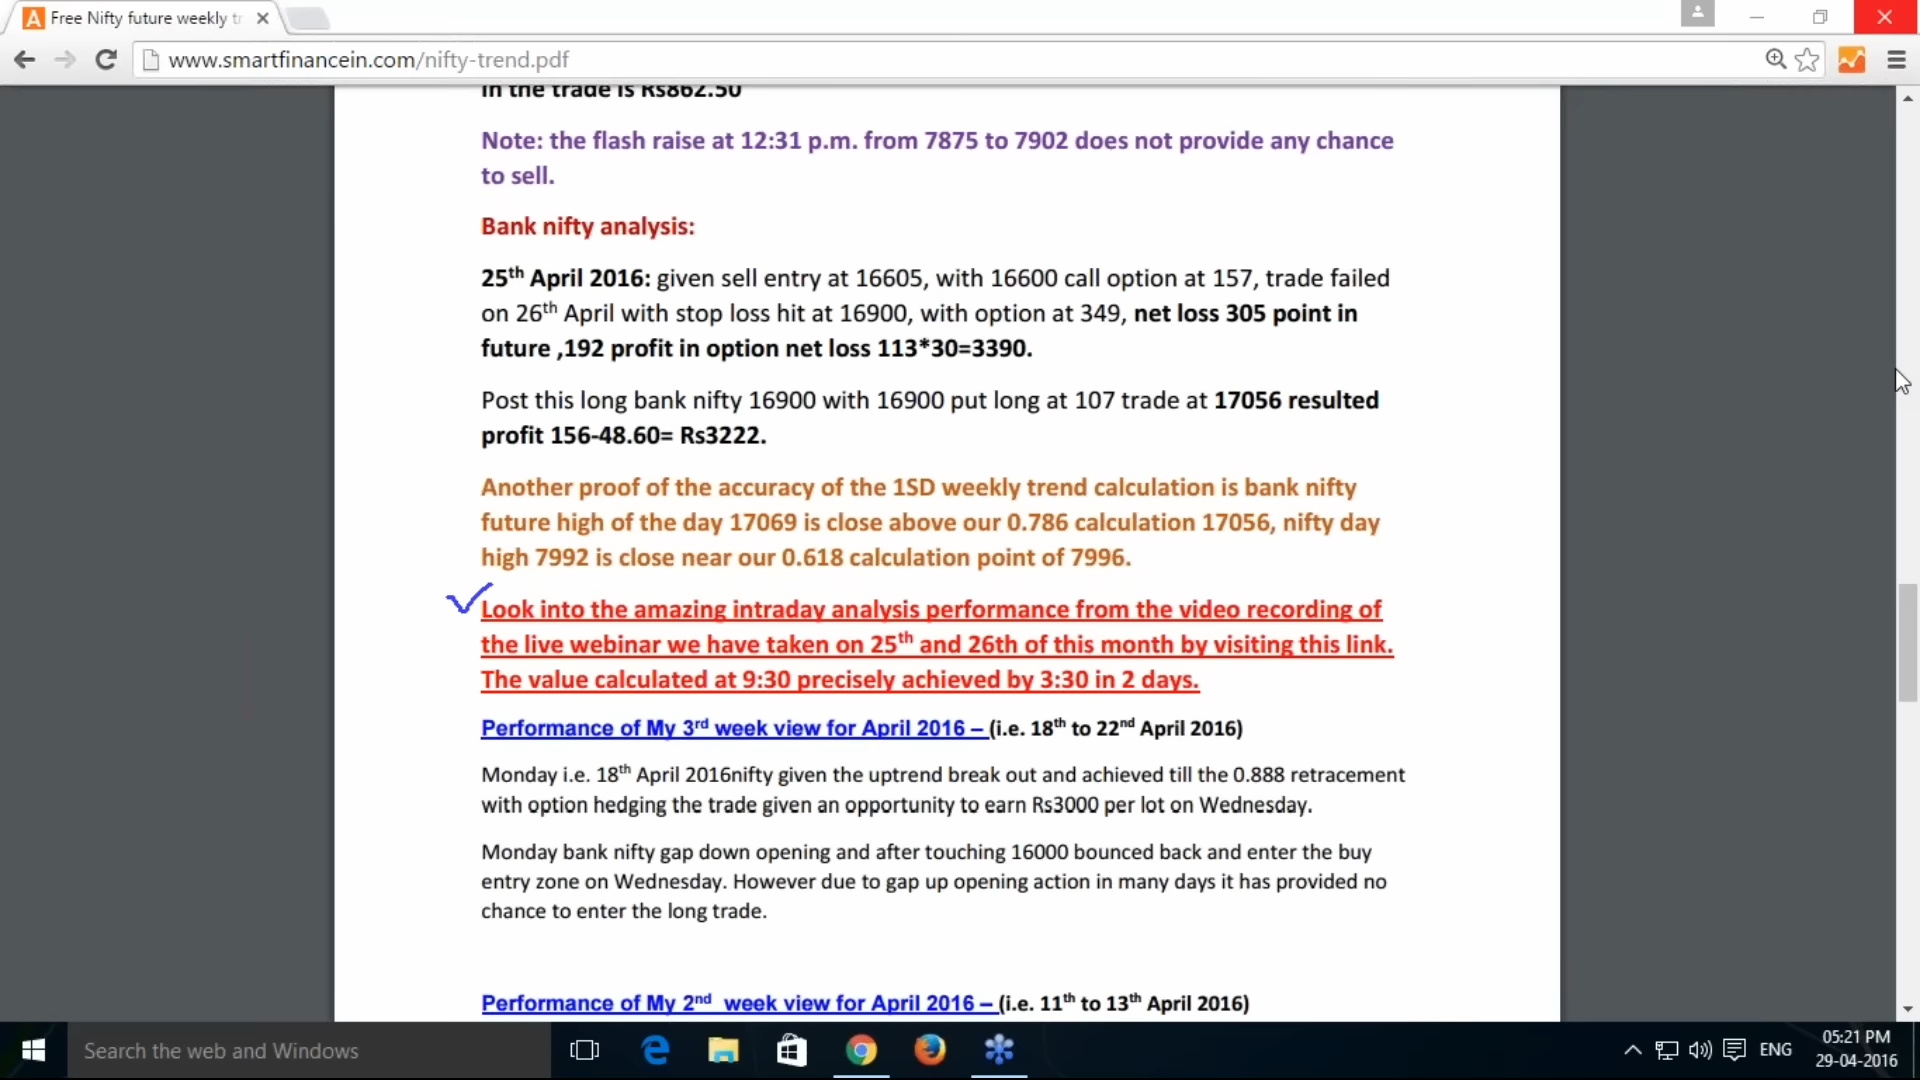 Free Nifty future weekly tr
www.smartfinancein.com/nifty-trend.pdf
in the trade is Rs862.50
Note: the flash raise at 12:31 p.m. from 7875 to 7902 does not provide any chance
to sell.
Bank nifty analysis:
25th April 2016: given sell entry at 16605, with 16600 call option at 157, trade failed
on 26th April with stop loss hit at 16900, with option at 349, net loss 305 point in
future ,192 profit in option net loss 113*30=3390.
Post this long bank nifty 16900 with 16900 put long at 107 trade at 17056 resulted
profit 156-48.60= Rs3222.
Another proof of the accuracy of the 1SD weekly trend calculation is bank nifty
future high of the day 17069 is close above our 0.786 calculation 17056, nifty day
high 7992 is close near our 0.618 calculation point of 7996.
Look into the amazing intraday analysis performance from the video recording of
the live webinar we have taken on 25th and 26th of this month by visiting this link.
The value calculated at 9:30 precisely achieved by 3:30 in 2 days.
Performance of My 3rd week view for April 2016 – (i.e. 18th to 22nd April 2016)
Monday i.e. 18th April 2016nifty given the uptrend break out and achieved till the 0.888 retracement
with option hedging the trade given an opportunity to earn Rs3000 per lot on Wednesday.
Monday bank nifty gap down opening and after touching 16000 bounced back and enter the buy
entry zone on Wednesday. However due to gap up opening action in many days it has provided no
chance to enter the long trade.
Performance of My 2nd week view for April 2016 – (i.e. 11th to 13th April 2016)
Search the web and Windows
ENG
05:21 PM
29-04-2016